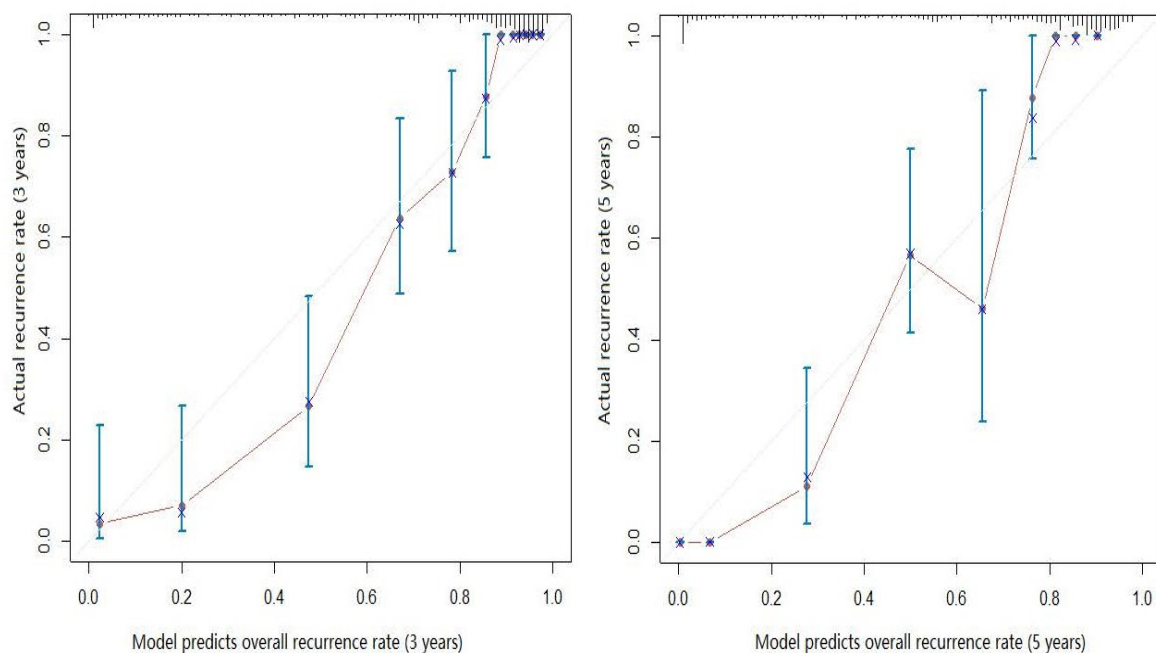 Actual recurrence rate (3 years)
1.0
0.8
0.6
0.4
0.2
0.0
0.0 0.2 0.4 0.6 0.8 1.0
Model predicts overall recurrence rate (3 years)
Actual recurrence rate (5 years)
1.0
0.8
0.6
0.4
0.2
0.0
0.0 0.2 0.4 0.6 0.8 1.0
Model predicts overall recurrence rate (5 years)